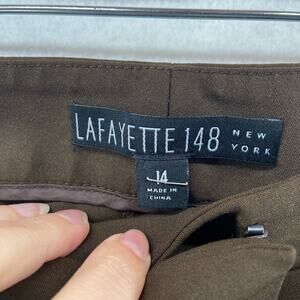 LAFAYETTE 148 NEW YORK
14
MADE IN
CHINA